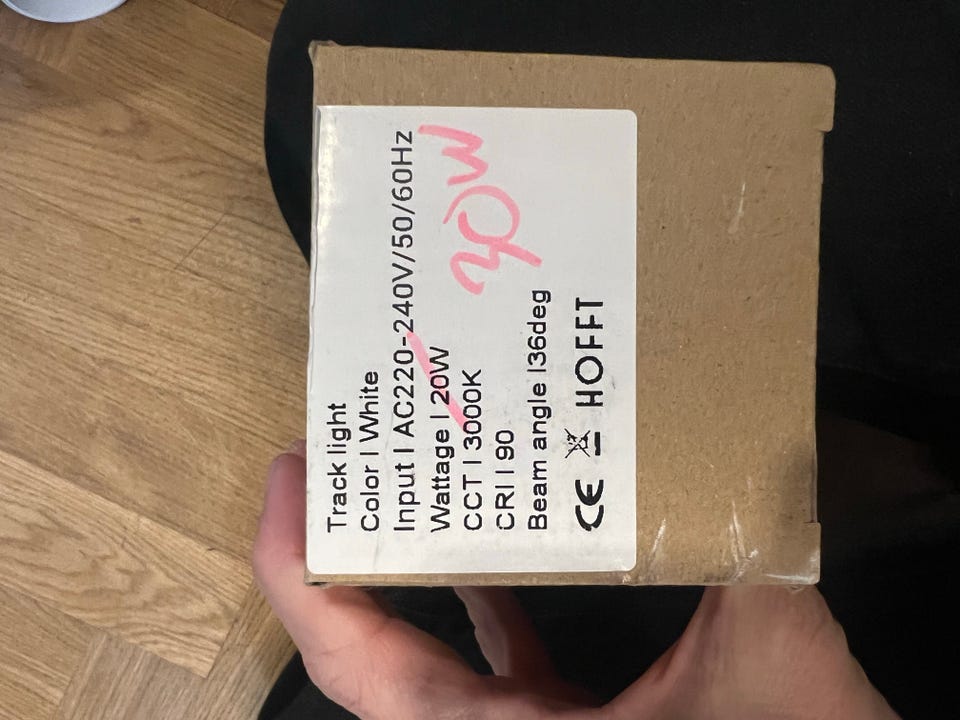 Track light
Color | White
Input | AC220-240V/50/60Hz
Wattage | 20W
30W
CCT | 3000K
CRI | 90
Beam angle |36deg
CE HOFFT